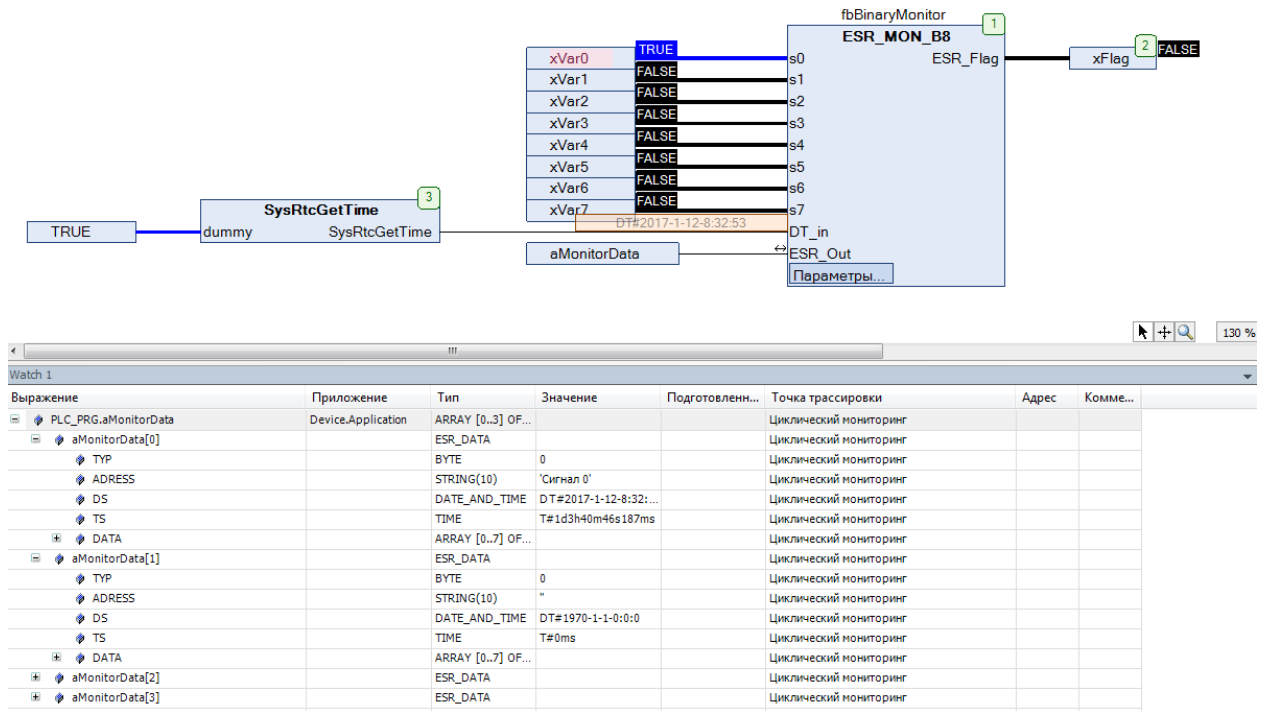 fbBinaryMonitor
1
ESR_MON_B8
xVar0 TRUE s0 ESR_Flag xFlag 2 FALSE
xVar1 FALSE s1
xVar2 FALSE s2
xVar3 FALSE s3
xVar4 FALSE s4
xVar5 FALSE s5
xVar6 FALSE s6
xVar7 FALSE s7
DT#2017-1-12-8:32:53
3
SysRtcGetTime
TRUE dummy SysRtcGetTime DT_in
aMonitorData ESR_Out
Параметры...
130 %
Watch 1
Выражение Приложение Тип Значение Подготовленн... Точка трассировки Адрес Комме...
PLC_PRG.aMonitorData Device.Application ARRAY [0..3] OF... Циклический мониторинг
aMonitorData[0] ESR_DATA Циклический мониторинг
TYP BYTE 0 Циклический мониторинг
ADRESS STRING(10) 'Сигнал 0' Циклический мониторинг
DS DATE_AND_TIME DT#2017-1-12-8:32:... Циклический мониторинг
TS TIME T#1d3h40m46s187ms Циклический мониторинг
DATA ARRAY [0..7] OF... Циклический мониторинг
aMonitorData[1] ESR_DATA Циклический мониторинг
TYP BYTE 0 Циклический мониторинг
ADRESS STRING(10) '' Циклический мониторинг
DS DATE_AND_TIME DT#1970-1-1-0:0:0 Циклический мониторинг
TS TIME T#0ms Циклический мониторинг
DATA ARRAY [0..7] OF... Циклический мониторинг
aMonitorData[2] ESR_DATA Циклический мониторинг
aMonitorData[3] ESR_DATA Циклический мониторинг